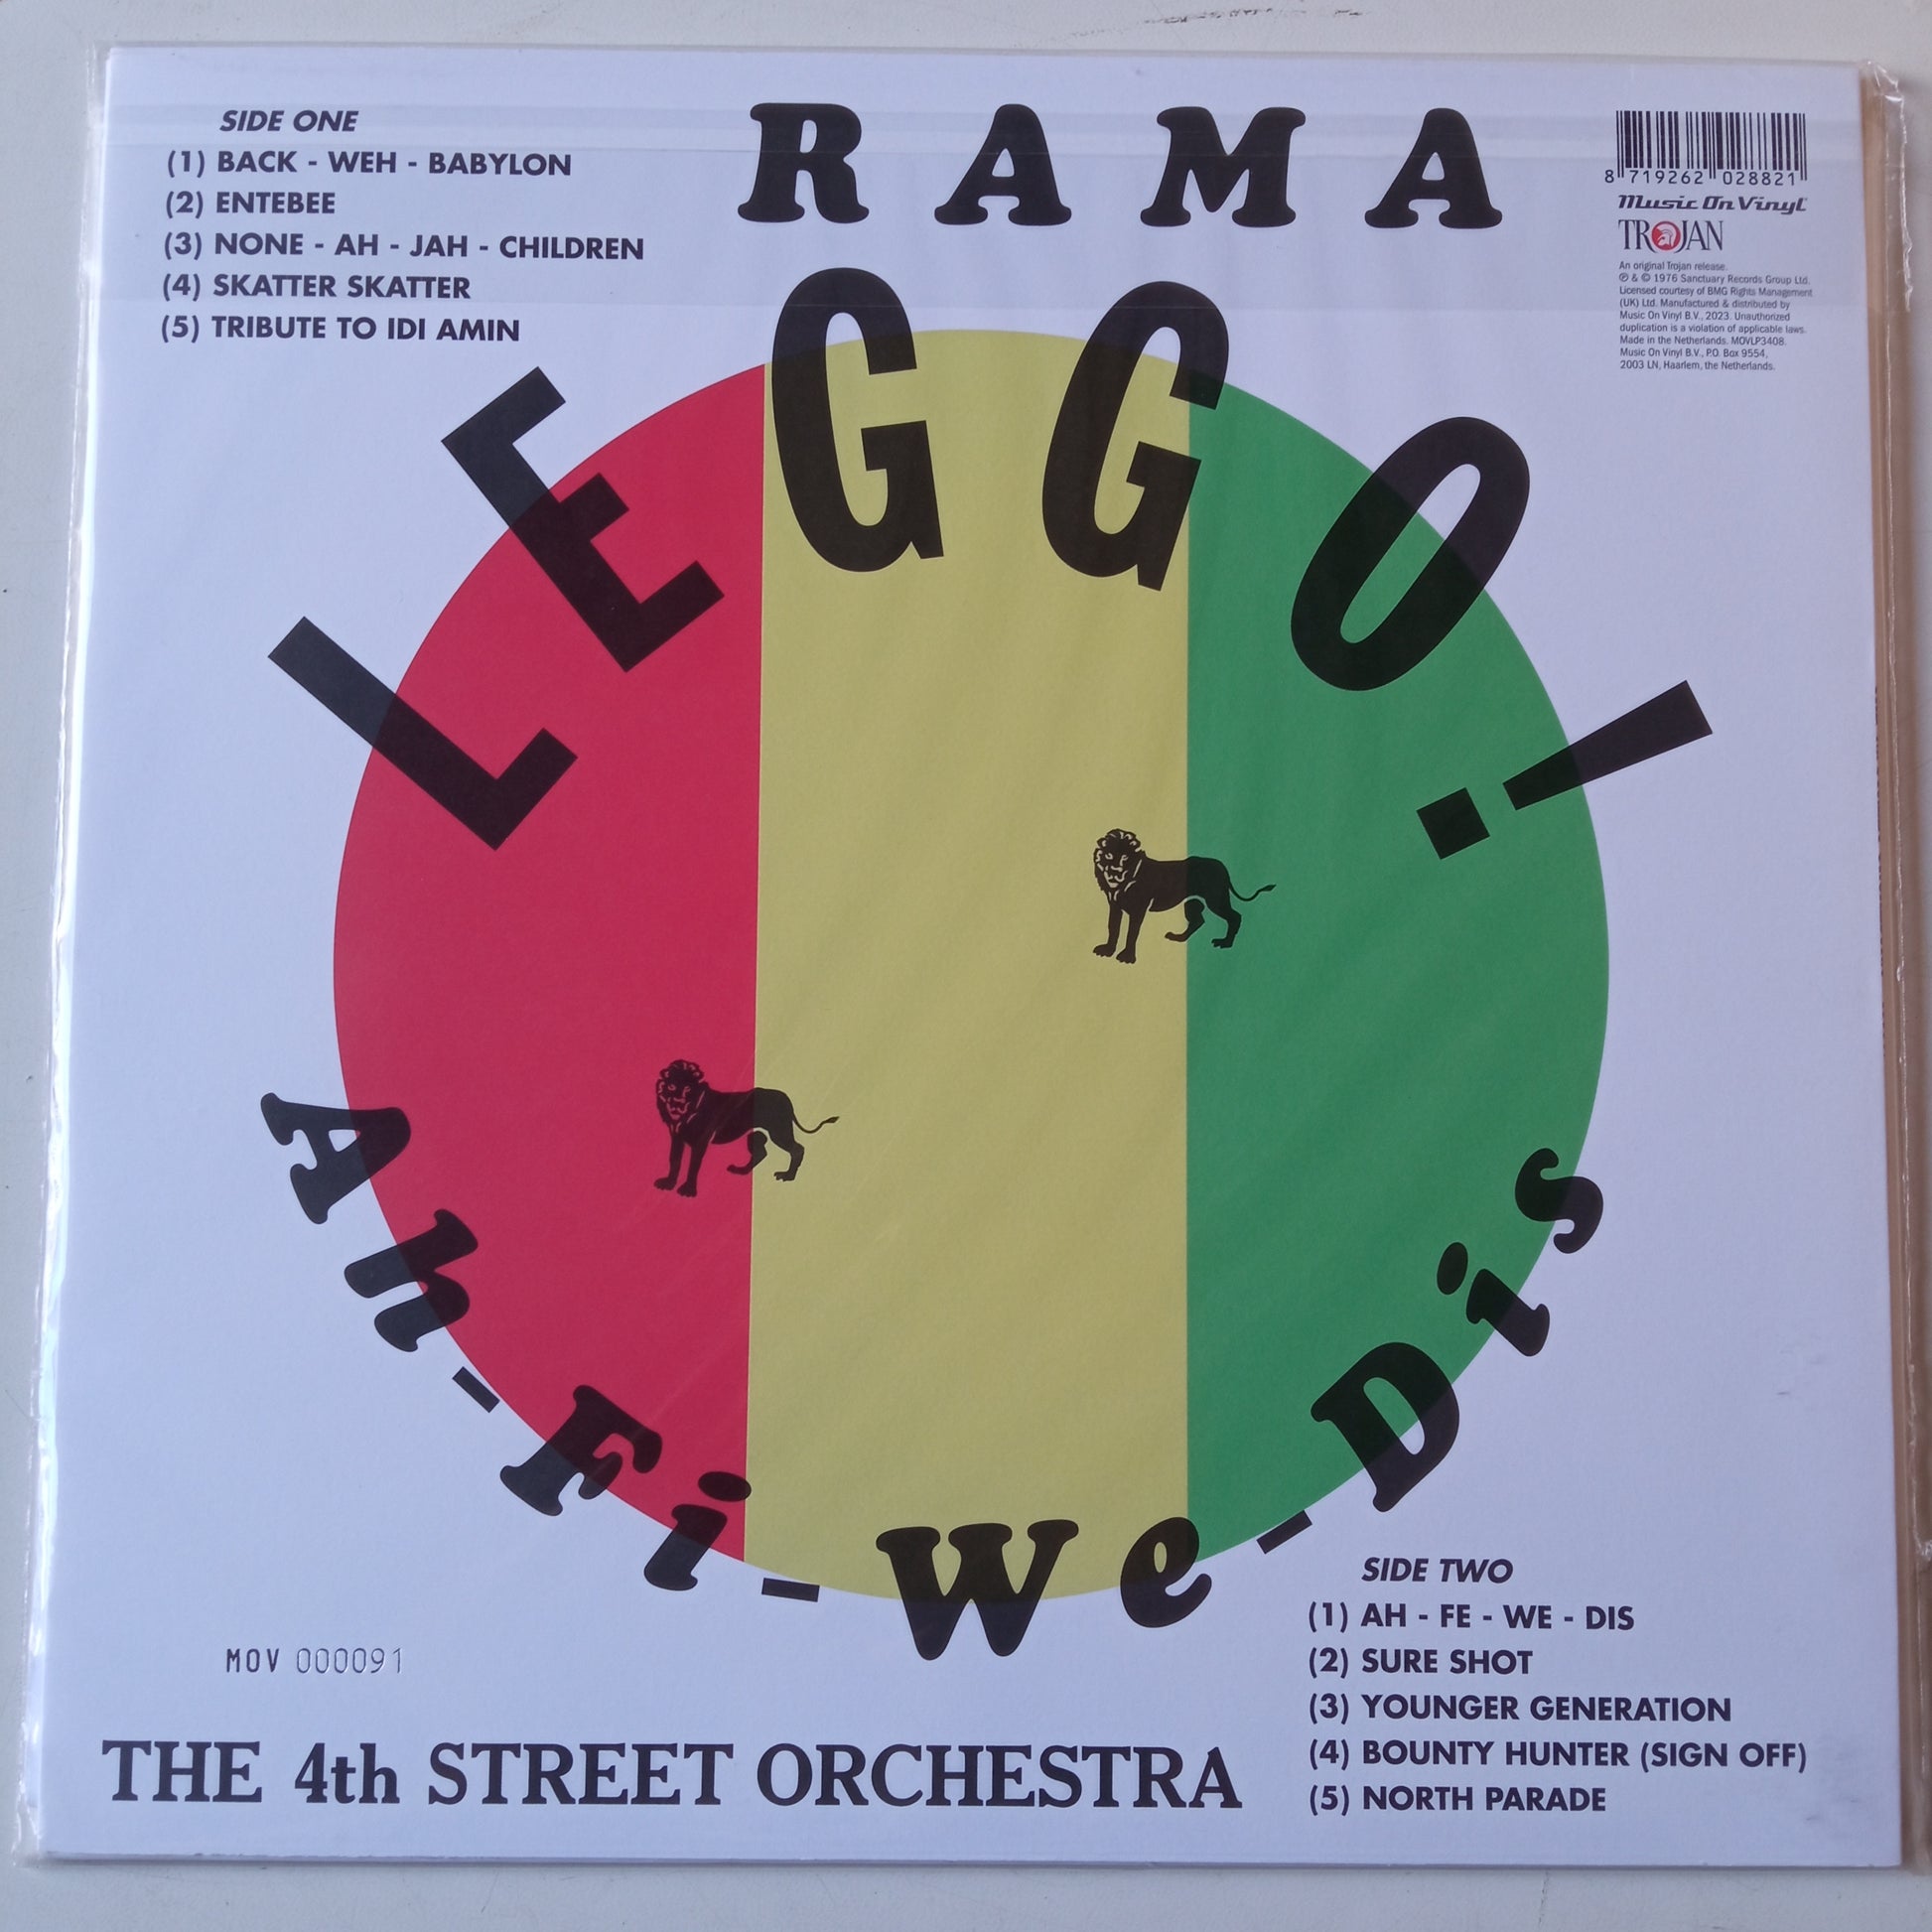 RAMA
SIDE ONE
(1) BACK - WEH - BABYLON
(2) ENTEBEE
(3) NONE - AH - JAH - CHILDREN
(4) SKATTER SKATTER
(5) TRIBUTE TO IDI AMIN
8 719262 028821
Music On Vinyl
TROJAN
An original Trojan release.
℗ & © 1976 Sanctuary Records Group Ltd.
Licensed courtesy of BMG Rights Management
(UK) Ltd. Manufactured & distributed by
Music On Vinyl B.V., 2023. Unauthorized
duplication is a violation of applicable laws.
Made in the Netherlands. MOVLP3408.
Music On Vinyl B.V., P.O. Box 9554,
2003 LN, Haarlem, the Netherlands.
LEGGO!
Ah-Fi-We-Dis
SIDE TWO
(1) AH - FE - WE - DIS
(2) SURE SHOT
(3) YOUNGER GENERATION
(4) BOUNTY HUNTER (SIGN OFF)
(5) NORTH PARADE
MOV 000091
THE 4th STREET ORCHESTRA